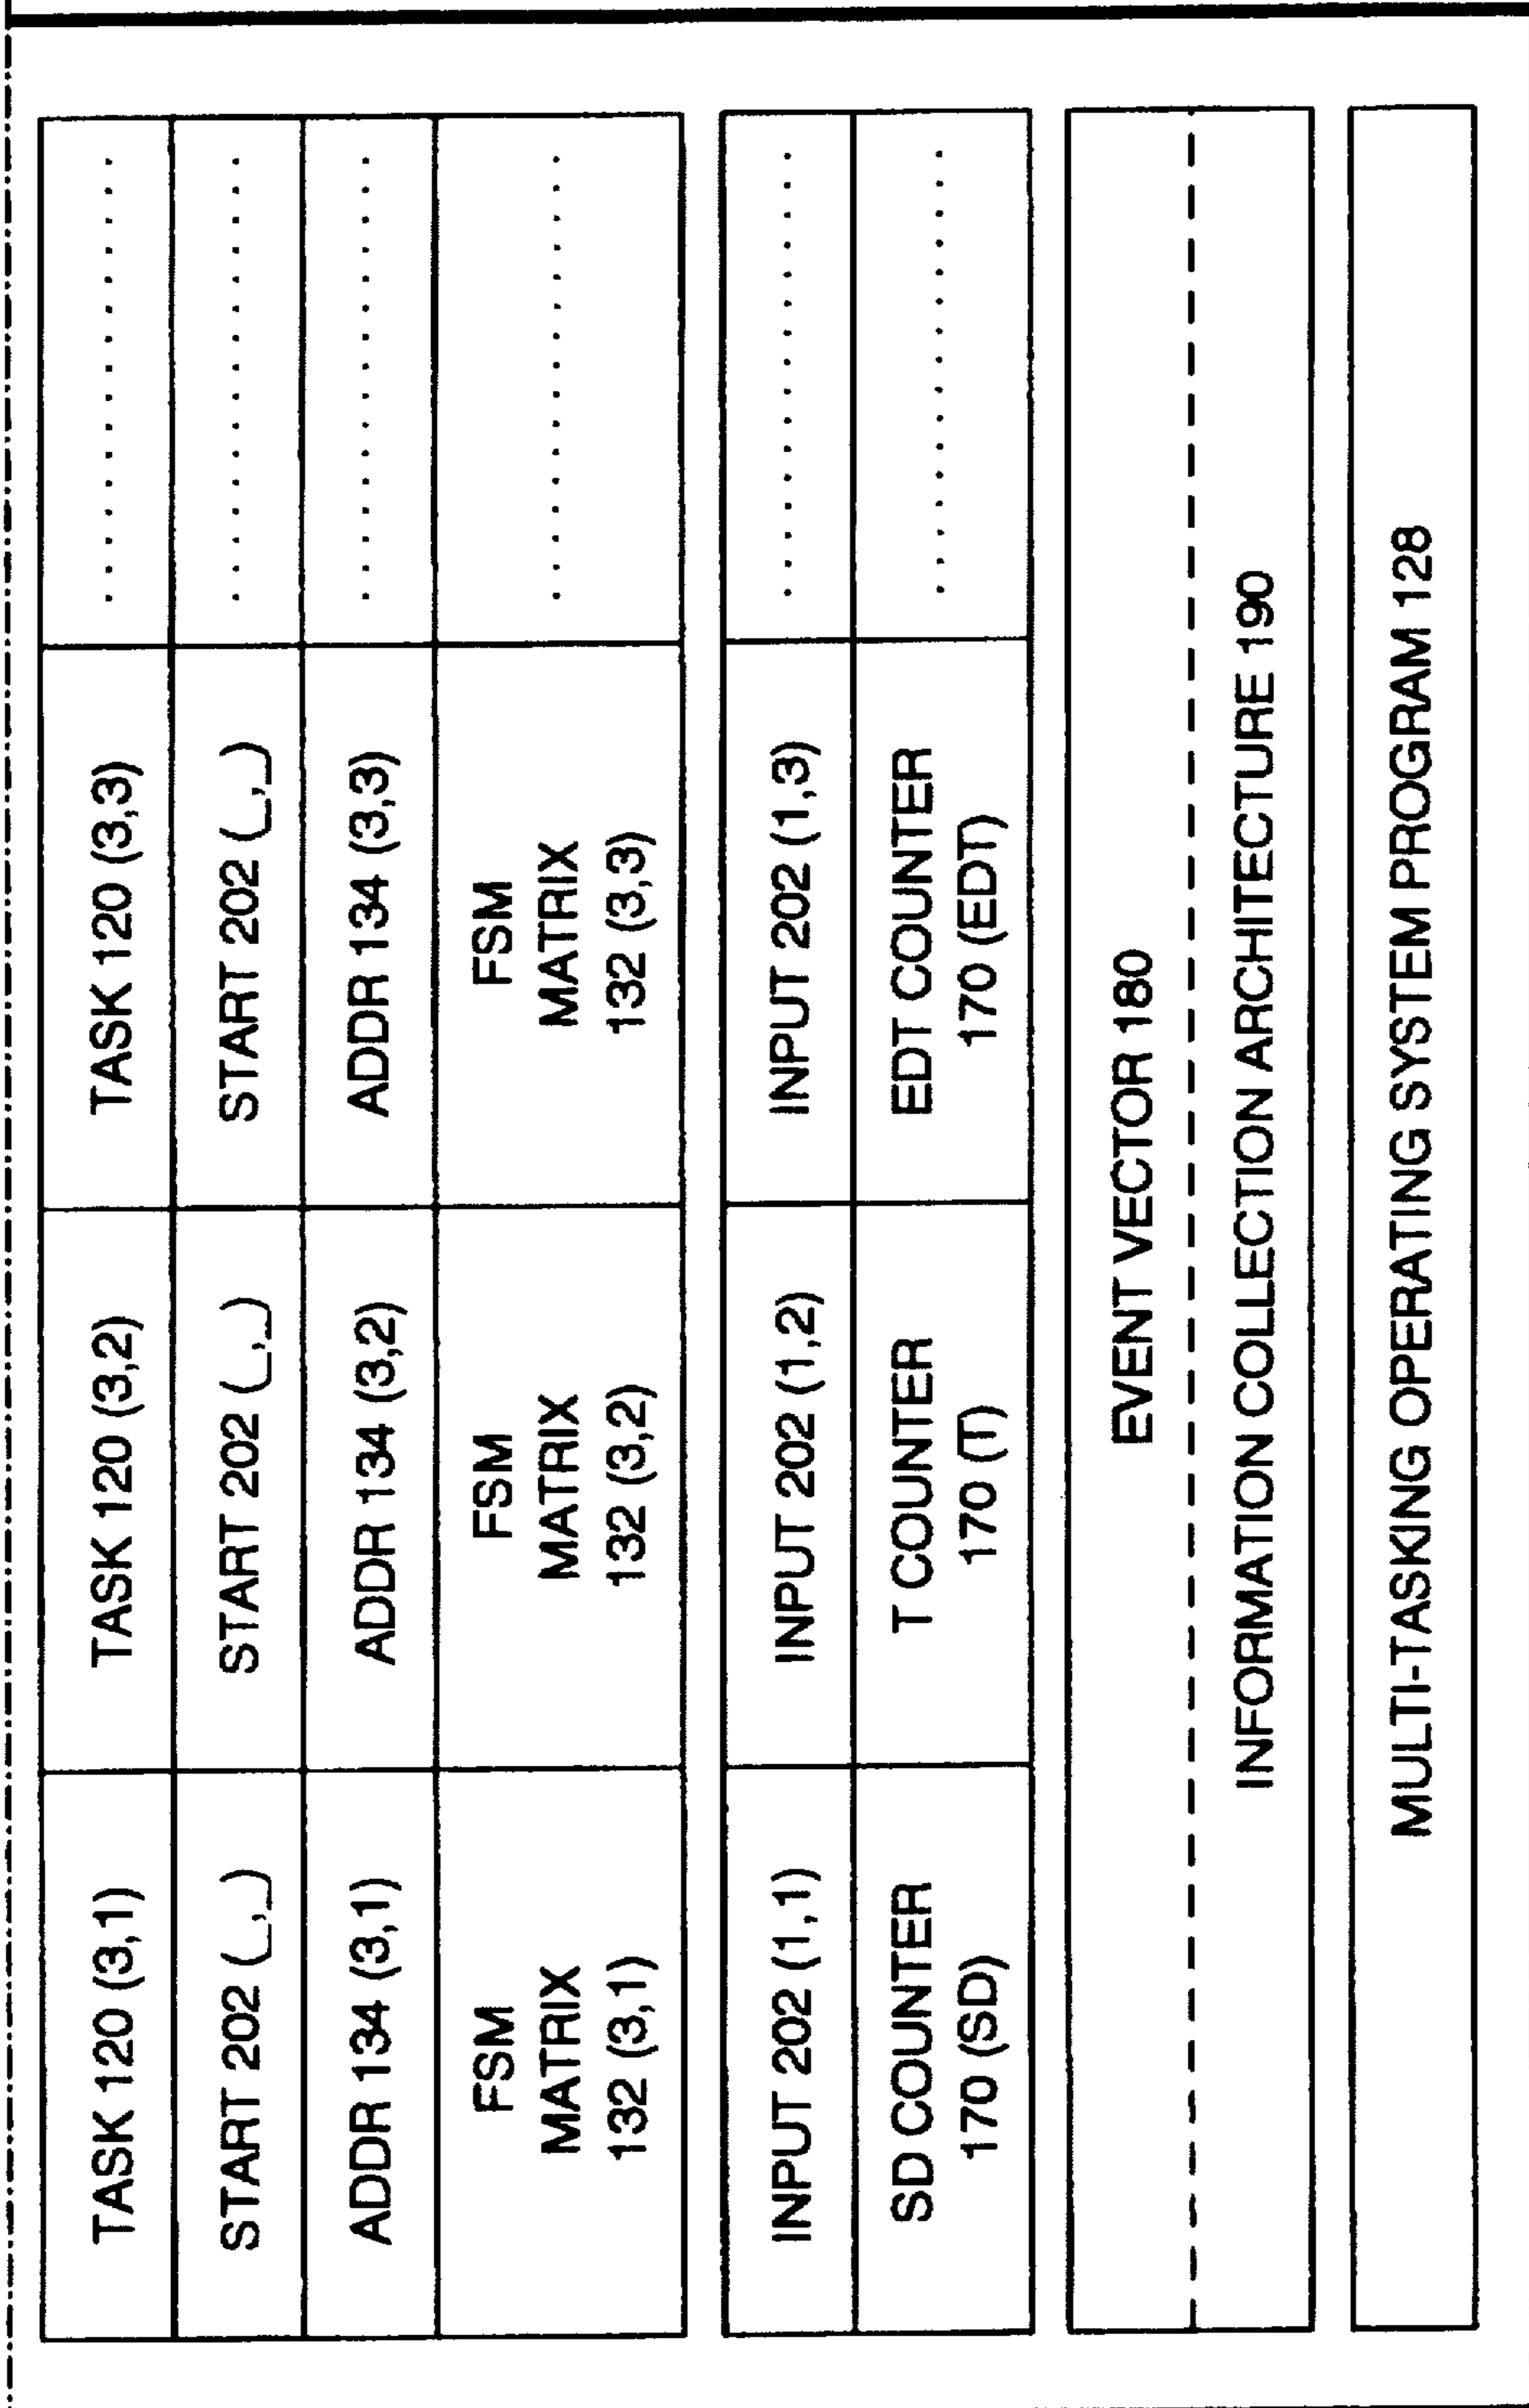 TASK 120 (3,1)
TASK 120 (3,2)
TASK 120 (3,3)
. . . . . . . . . . . . . . . .
START 202 (_,_)
START 202 (_,_)
START 202 (_,_)
. . . . . . . . . . . . . . . .
ADDR 134 (3,1)
ADDR 134 (3,2)
ADDR 134 (3,3)
. . . . . . . . . . . . . . . .
FSM
MATRIX
132 (3,1)
FSM
MATRIX
132 (3,2)
FSM
MATRIX
132 (3,3)
. . . . . . . . . . . . . . . .
INPUT 202 (1,1)
INPUT 202 (1,2)
INPUT 202 (1,3)
. . . . . . . . . . . . . . . .
SD COUNTER
170 (SD)
T COUNTER
170 (T)
EDT COUNTER
170 (EDT)
. . . . . . . . . . . . . . . .
EVENT VECTOR 180
INFORMATION COLLECTION ARCHITECTURE 190
MULTI-TASKING OPERATING SYSTEM PROGRAM 128